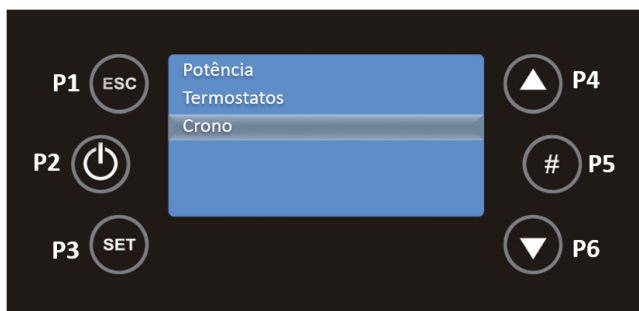 P1 ESC
Potência
Termostatos
Crono
P4
P2
# P5
P3 SET
P6